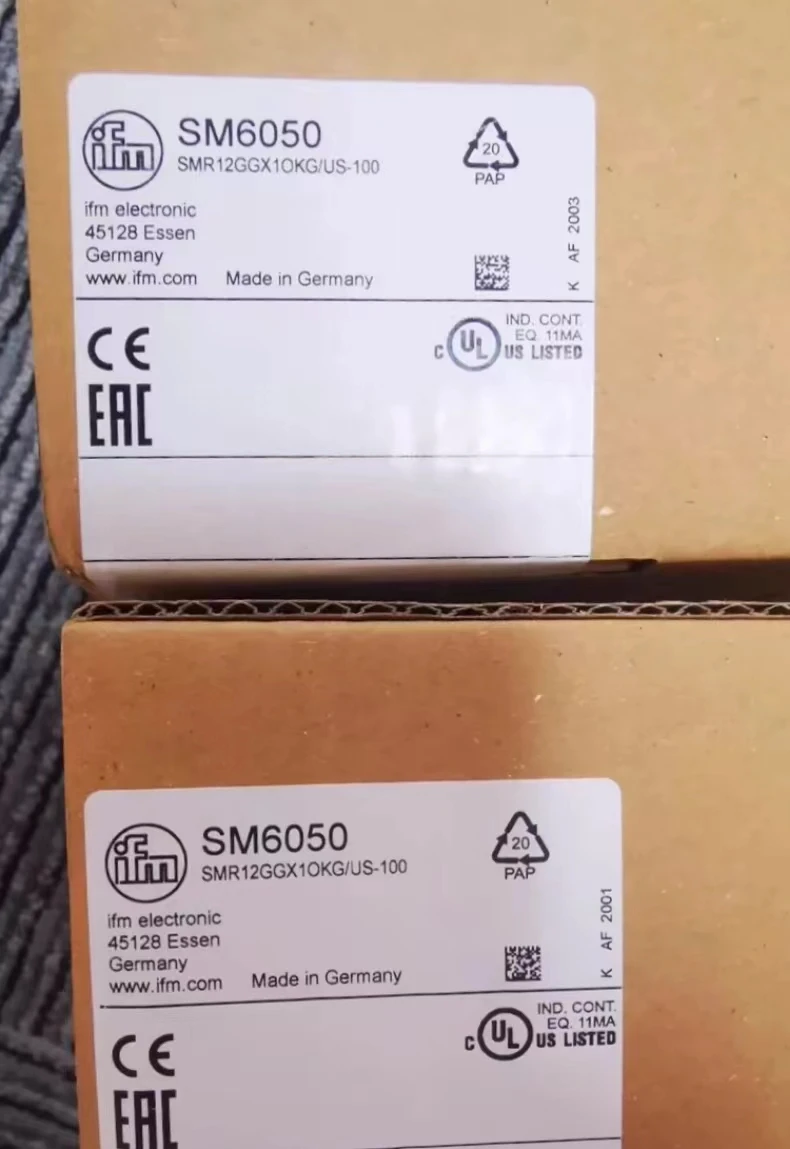 ifm
SM6050
SMR12GGX1OKG/US-100
20
PAP
ifm electronic
45128 Essen
Germany
www.ifm.com Made in Germany
K AF 2003
CE
EAC
C UL US LISTED
IND. CONT.
EQ. 11MA
ifm
SM6050
SMR12GGX1OKG/US-100
20
PAP
ifm electronic
45128 Essen
Germany
www.ifm.com Made in Germany
K AF 2001
CE
EAC
C UL US LISTED
IND. CONT.
EQ. 11MA